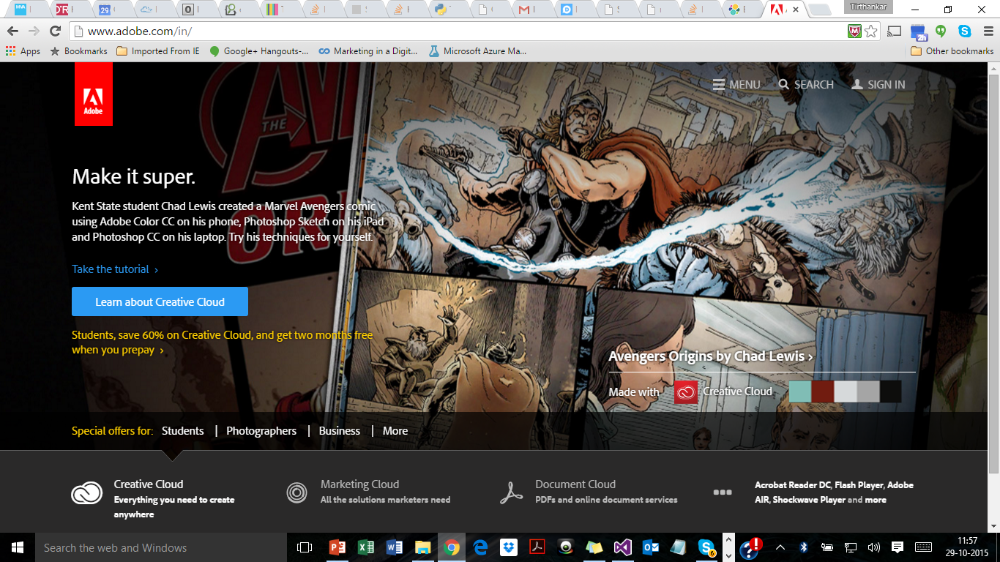 Tirthankar
www.adobe.com/in/
Apps
Bookmarks
Imported From IE
Google+ Hangouts-...
Marketing in a Digit...
Microsoft Azure Ma...
Other bookmarks
Adobe
MENU
SEARCH
SIGN IN
THE
Make it super.
Kent State student Chad Lewis created a Marvel Avengers comic
using Adobe Color CC on his phone, Photoshop Sketch on his iPad
and Photoshop CC on his laptop. Try his techniques for yourself.
Take the tutorial ›
Learn about Creative Cloud
Students, save 60% on Creative Cloud, and get two months free
when you prepay ›
Avengers Origins by Chad Lewis ›
Made with Creative Cloud
Special offers for: Students | Photographers | Business | More
Creative Cloud
Everything you need to create
anywhere
Marketing Cloud
All the solutions marketers need
Document Cloud
PDFs and online document services
Acrobat Reader DC, Flash Player, Adobe
AIR, Shockwave Player and more
Search the web and Windows
11:57
29-10-2015